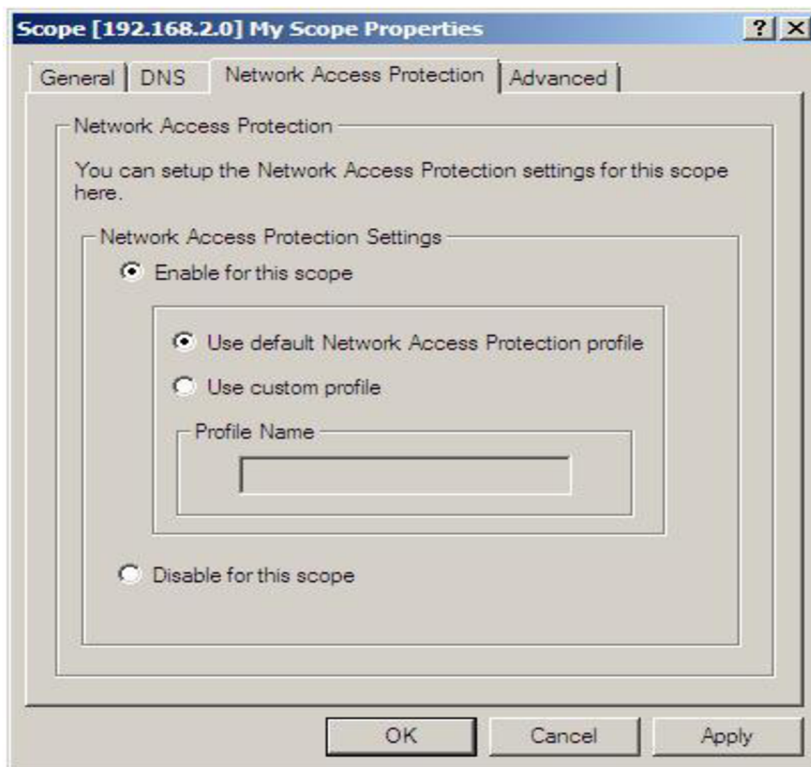 Scope [192.168.2.0] My Scope Properties
? X
General DNS Network Access Protection Advanced
Network Access Protection
You can setup the Network Access Protection settings for this scope
here.
Network Access Protection Settings
Enable for this scope
Use default Network Access Protection profile
Use custom profile
Profile Name
Disable for this scope
OK Cancel Apply